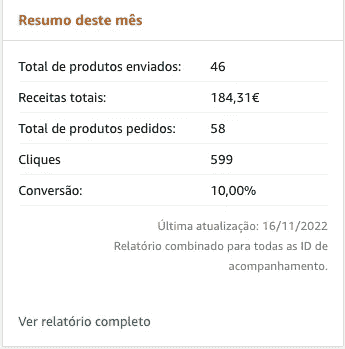 Resumo deste mês
Total de produtos enviados: 46
Receitas totais: 184,31€
Total de produtos pedidos: 58
Cliques 599
Conversão: 10,00%
Última atualização: 16/11/2022
Relatório combinado para todas as ID de
acompanhamento.
Ver relatório completo